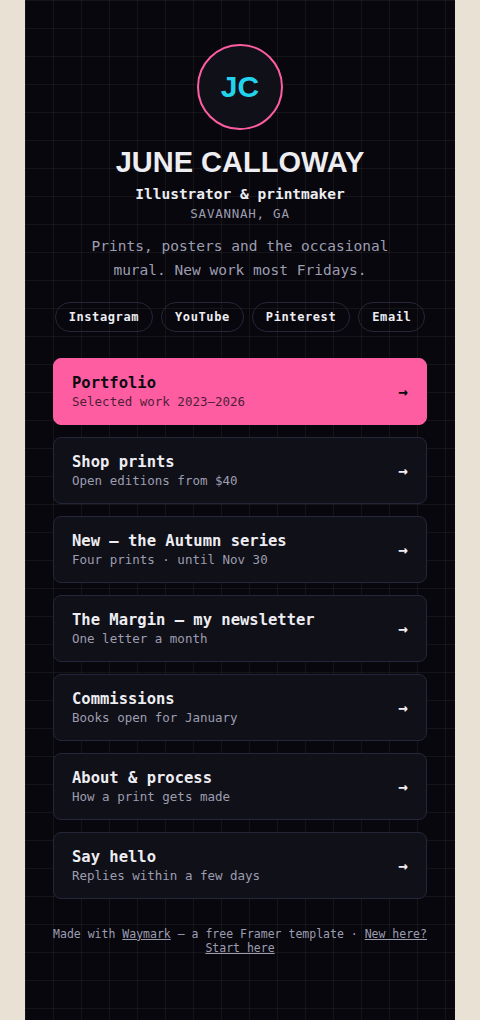 JC
JUNE CALLOWAY
Illustrator & printmaker
SAVANNAH, GA
Prints, posters and the occasional
mural. New work most Fridays.
Instagram YouTube Pinterest Email
Portfolio
Selected work 2023—2026
→
Shop prints
Open editions from $40
→
New — the Autumn series
Four prints · until Nov 30
→
The Margin — my newsletter
One letter a month
→
Commissions
Books open for January
→
About & process
How a print gets made
→
Say hello
Replies within a few days
→
Made with Waymark — a free Framer template · New here?
Start here